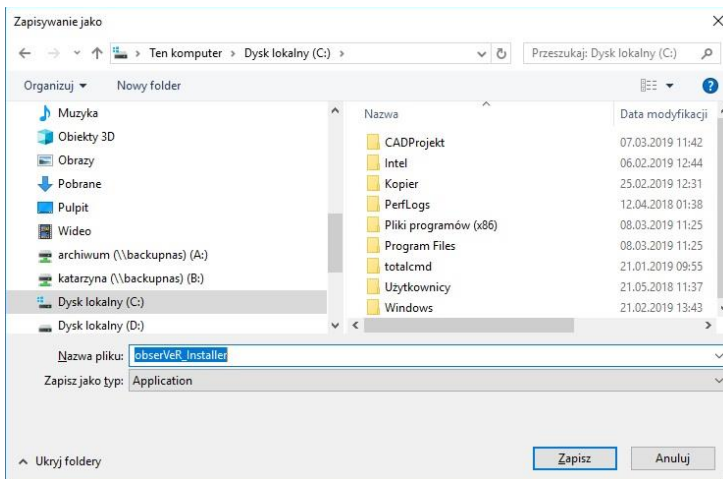 Zapisywanie jako
Ten komputer > Dysk lokalny (C:) >
Przeszukaj: Dysk lokalny (C:)
Organizuj
Nowy folder
Muzyka
Obiekty 3D
Obrazy
Pobrane
Pulpit
Wideo
archiwum (\\backupnas) (A:)
katarzyna (\\backupnas) (B:)
Dysk lokalny (C:)
Dysk lokalny (D:)
Nazwa Data modyfikacji
CADProjekt 07.03.2019 11:42
Intel 06.02.2019 12:44
Kopier 25.02.2019 12:31
PerfLogs 12.04.2018 01:38
Pliki programów (x86) 08.03.2019 11:25
Program Files 08.03.2019 11:25
totalcmd 21.01.2019 09:55
Użytkownicy 21.05.2018 11:37
Windows 21.02.2019 13:43
Nazwa pliku: obserVeR_Installer
Zapisz jako typ: Application
Ukryj foldery
Zapisz
Anuluj